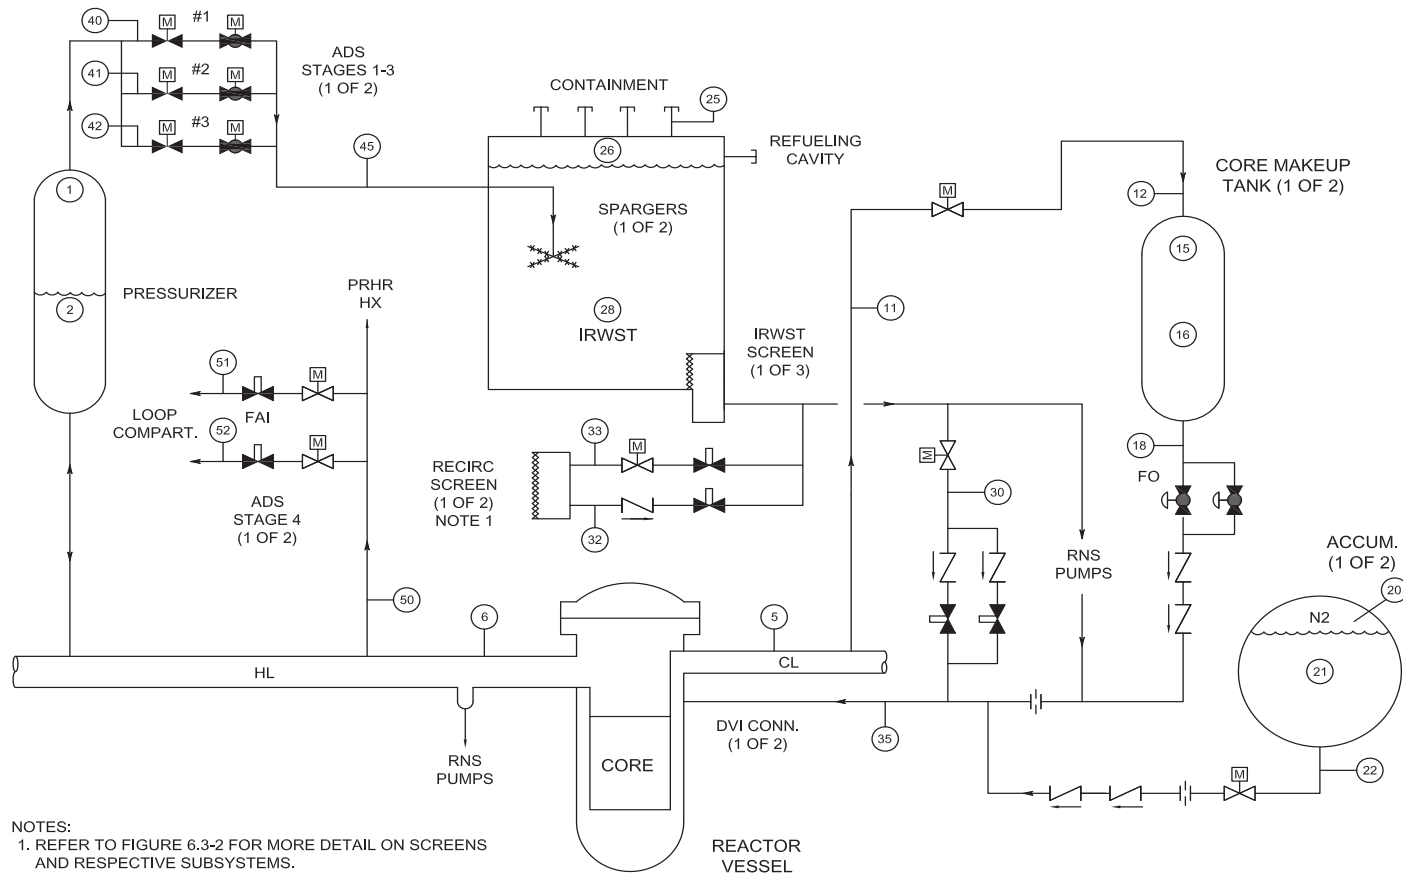 40
M
#1
M
41
M
#2
M
42
M
#3
M
ADS
STAGES 1-3
(1 OF 2)
45
CONTAINMENT
25
26
REFUELING
CAVITY
SPARGERS
(1 OF 2)
28
IRWST
IRWST
SCREEN
(1 OF 3)
M
11
CORE MAKEUP
TANK (1 OF 2)
12
15
16
18
FO
1
2
PRESSURIZER
PRHR
HX
51
M
FAI
LOOP
COMPART.
52
M
ADS
STAGE 4
(1 OF 2)
50
RECIRC
SCREEN
(1 OF 2)
NOTE 1
33
M
32
M
30
RNS
PUMPS
ACCUM.
(1 OF 2)
20
N2
21
22
M
6
5
HL
CL
RNS
PUMPS
CORE
DVI CONN.
(1 OF 2)
35
REACTOR
VESSEL
NOTES:
1. REFER TO FIGURE 6.3-2 FOR MORE DETAIL ON SCREENS
AND RESPECTIVE SUBSYSTEMS.